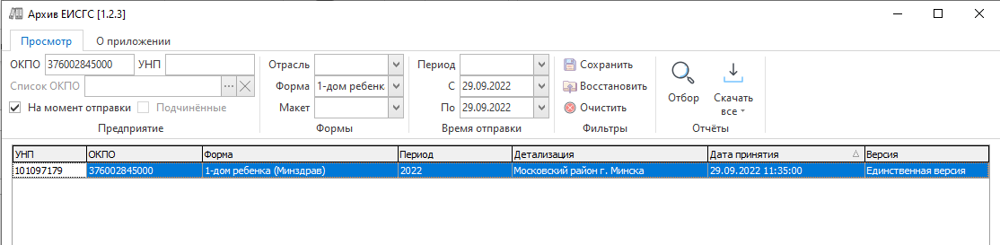 Архив ЕИСГС [1.2.3]
Просмотр О приложении
ОКПО 376002845000 УНП Отрасль Период Сохранить
Список ОКПО ... Форма 1-дом ребенк С 29.09.2022 Восстановить Отбор Скачать все
На момент отправки Подчинённые Макет По 29.09.2022 Очистить
Предприятие Формы Время отправки Фильтры Отчёты
УНП ОКПО Форма Период Детализация Дата принятия Версия
101097179 376002845000 1-дом ребенка (Минздрав) 2022 Московский район г. Минска 29.09.2022 11:35:00 Единственная версия